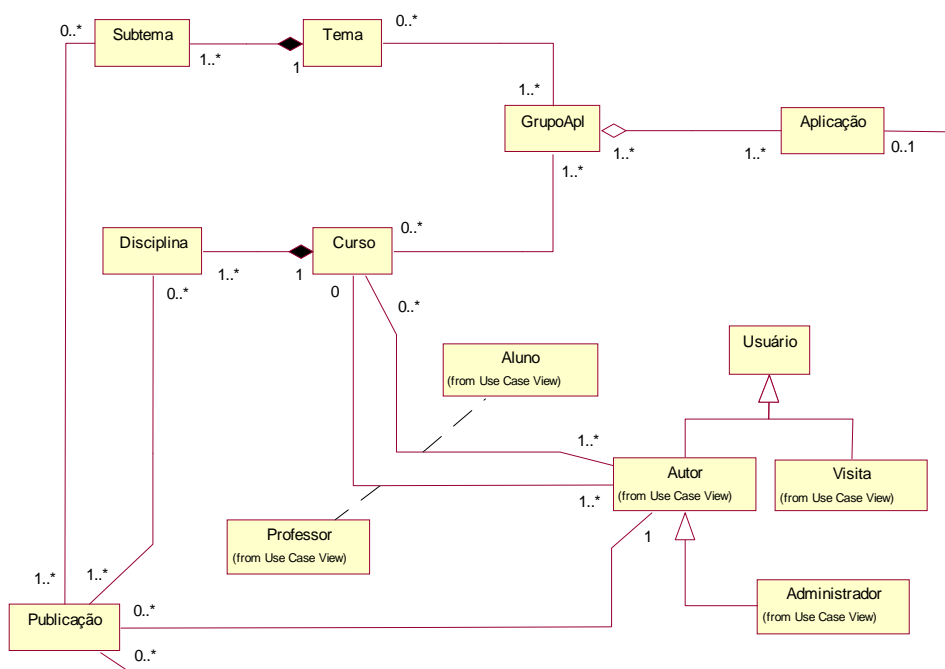 0..*
Subtema
1..*
1
Tema
0..*
1..*
GrupoApl
1..*
1..*
Aplicação
0..1
1..*
Disciplina
1..*
1
Curso
0..*
0..*
0
0..*
Usuário
Aluno
(from Use Case View)
1..*
Autor
(from Use Case View)
Visita
(from Use Case View)
1..*
Professor
(from Use Case View)
1
1..*
1..*
Administrador
(from Use Case View)
Publicação
0..*
0..*